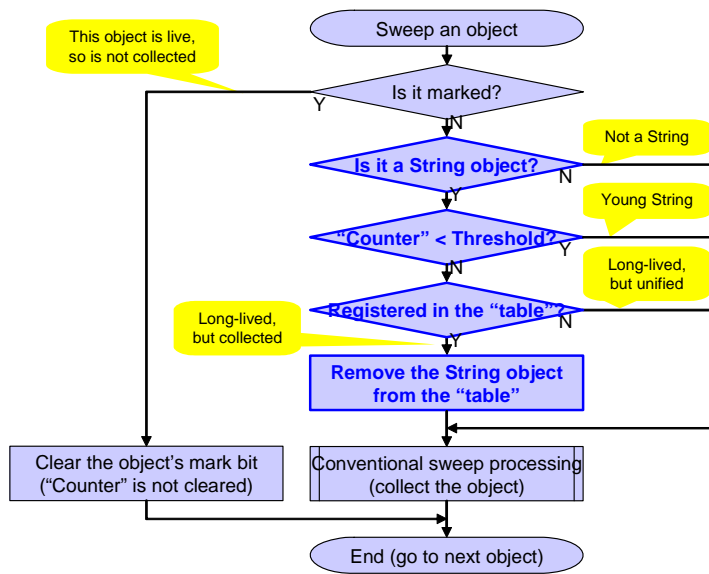 This object is live,
so is not collected
Sweep an object
Is it marked?
Y
N
Not a String
Is it a String object?
N
Y
Young String
“Counter” < Threshold?
Y
N
Long-lived,
but unified
Registered in the “table”?
N
Long-lived,
but collected
Y
Remove the String object
from the “table”
Clear the object’s mark bit
(“Counter” is not cleared)
Conventional sweep processing
(collect the object)
End (go to next object)